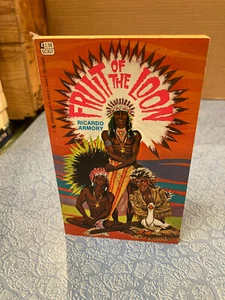 FRUIT OF
THE LOON
RICARDO
ARMORY